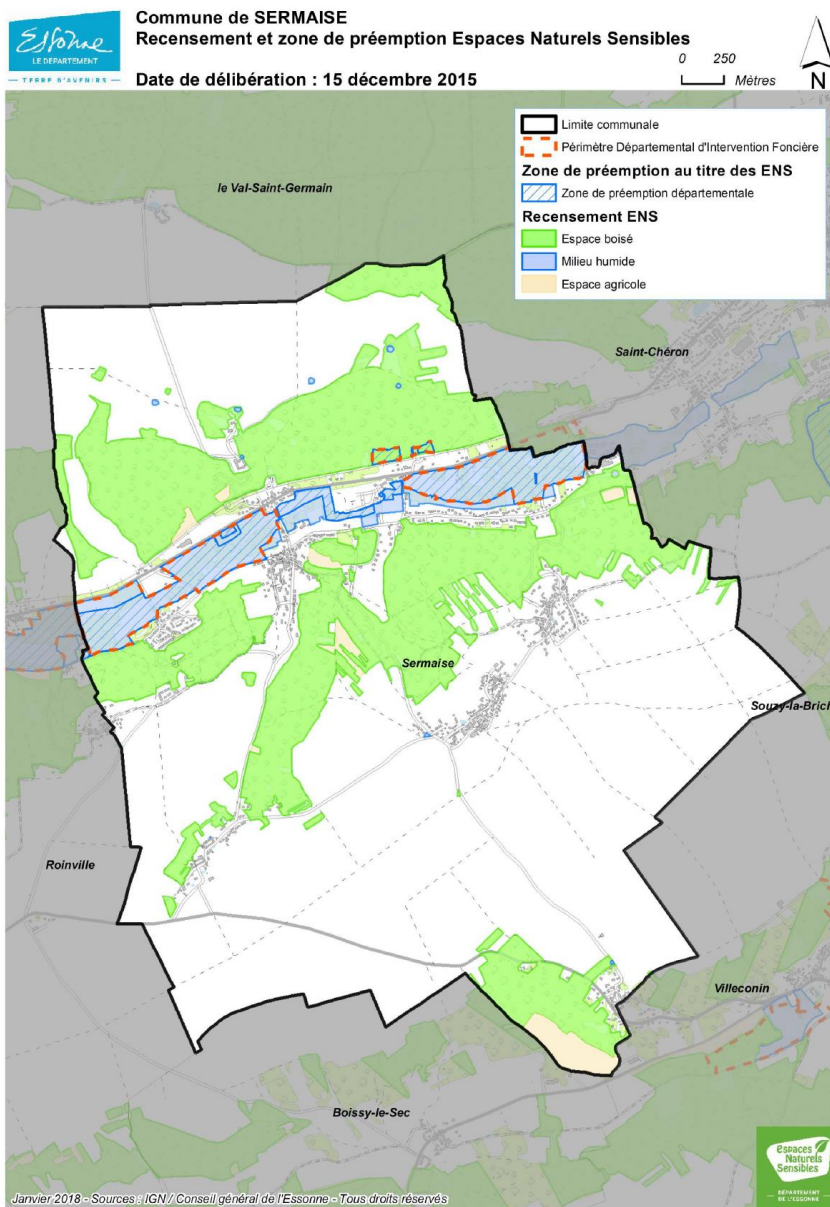 Essonne
LE DÉPARTEMENT
TERRE D'AVENIRS
Commune de SERMAISE
Recensement et zone de préemption Espaces Naturels Sensibles
Date de délibération : 15 décembre 2015
0 250
Mètres
N
Limite communale
Périmètre Départemental d'Intervention Foncière
Zone de préemption au titre des ENS
Zone de préemption départementale
Recensement ENS
Espace boisé
Milieu humide
Espace agricole
le Val-Saint-Germain
Saint-Chéron
Sermaise
Souzy-la-Brich
Roinville
Villeconin
Boissy-le-Sec
Espaces
Naturels
Sensibles
DÉPARTEMENT
DE L'ESSONNE
Janvier 2018 - Sources : IGN / Conseil général de l'Essonne - Tous droits réservés